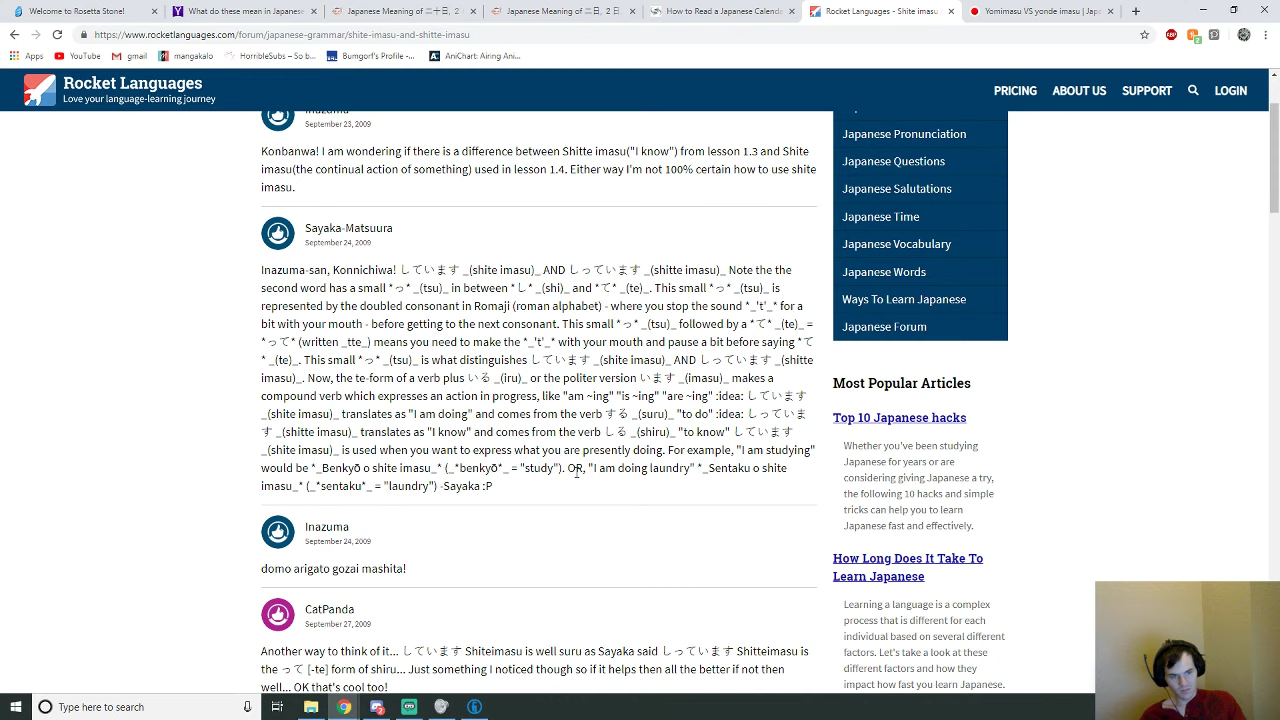 Welcome to Rosetta Stone!
What do these mean in Japanese
Japanese Meaning of 二十日, 2
Japanese Meaning of 二日, 2日
How to Read a Japanese Calenda
Rocket Languages - Shite-imasu
Yomimasu VS yonde imasu | Jap
https://www.rocketlanguages.com/forum/japanese-grammar/shite-imasu-and-shitte-imasu
Apps
YouTube
gmail
mangakalo
HorribleSubs – So b...
Bumgorf's Profile -...
AniChart: Airing Ani...
Rocket Languages
Love your language-learning journey
PRICING
ABOUT US
SUPPORT
LOGIN
September 23, 2009
Konbanwa! I am wondering if there is a difference between Shitte imasu("I know") from lesson 1.3 and Shite
imasu(the continual action of something) used in lesson 1.4. Either way I'm not 100% certain how to use shite
imasu.
Sayaka-Matsuura
September 24, 2009
Inazuma-san, Konnichiwa! しています _(shite imasu)_ AND しっています _(shitte imasu)_ Note the the
second word has a small *っ* _(tsu)_ in between *し* _(shi)_ and *て* _(te)_. This small *っ* _(tsu)_ is
represented by the doubled consonant in Romaji (roman alphabet) - where you stop the sound *_'t'_* for a
bit with your mouth - before getting to the next consonant. This small *っ* _(tsu)_ followed by a *て* _(te)_ =
*って* (written _tte_) means you need to make the *_'t'_* with your mouth and pause a bit before saying *て
*_(te)_. This small *っ* _(tsu)_ is what distinguishes しています _(shite imasu)_ AND しっています _(shitte
imasu)_. Now, the te-form of a verb plus いる _(iru)_ or the politer version います _(imasu)_ makes a
compound verb which expresses an action in progress, like "am ~ing" "is ~ing" "are ~ing" :idea: しています
_(shite imasu)_ translates as "I am doing" and comes from the verb する _(suru)_ "to do" :idea: しっていま
す _(shitte imasu)_ translates as "I know" and comes from the verb しる _(shiru)_ "to know" しています
_(shite imasu)_ is used when you want to express what you are presently doing. For example, "I am studying"
would be *_Benkyō o shite imasu_* (_*benkyō*_ = "study"). OR, "I am doing laundry" *_Sentaku o shite
imasu_* (_*sentaku*_ = "laundry") -Sayaka :P
Inazuma
September 24, 2009
domo arigato gozai mashita!
CatPanda
September 27, 2009
Another way to think of it... しています Shiteimasu is well suru as Sayaka said しっています Shitteimasu is
the って [-te] form of shiru... Just something I noticed though so if it helps then all the better if not then
well... OK that's cool too!
Japanese Pronunciation
Japanese Questions
Japanese Salutations
Japanese Time
Japanese Vocabulary
Japanese Words
Ways To Learn Japanese
Japanese Forum
Most Popular Articles
Top 10 Japanese hacks
Whether you've been studying
Japanese for years or are
considering giving Japanese a try,
the following 10 hacks and simple
tricks can help you to learn
Japanese fast and effectively.
How Long Does It Take To
Learn Japanese
Learning a language is a complex
process that is different for each
individual based on several different
factors. Let's take a look at these
different factors and how they
impact how fast you learn Japanese.
Type here to search